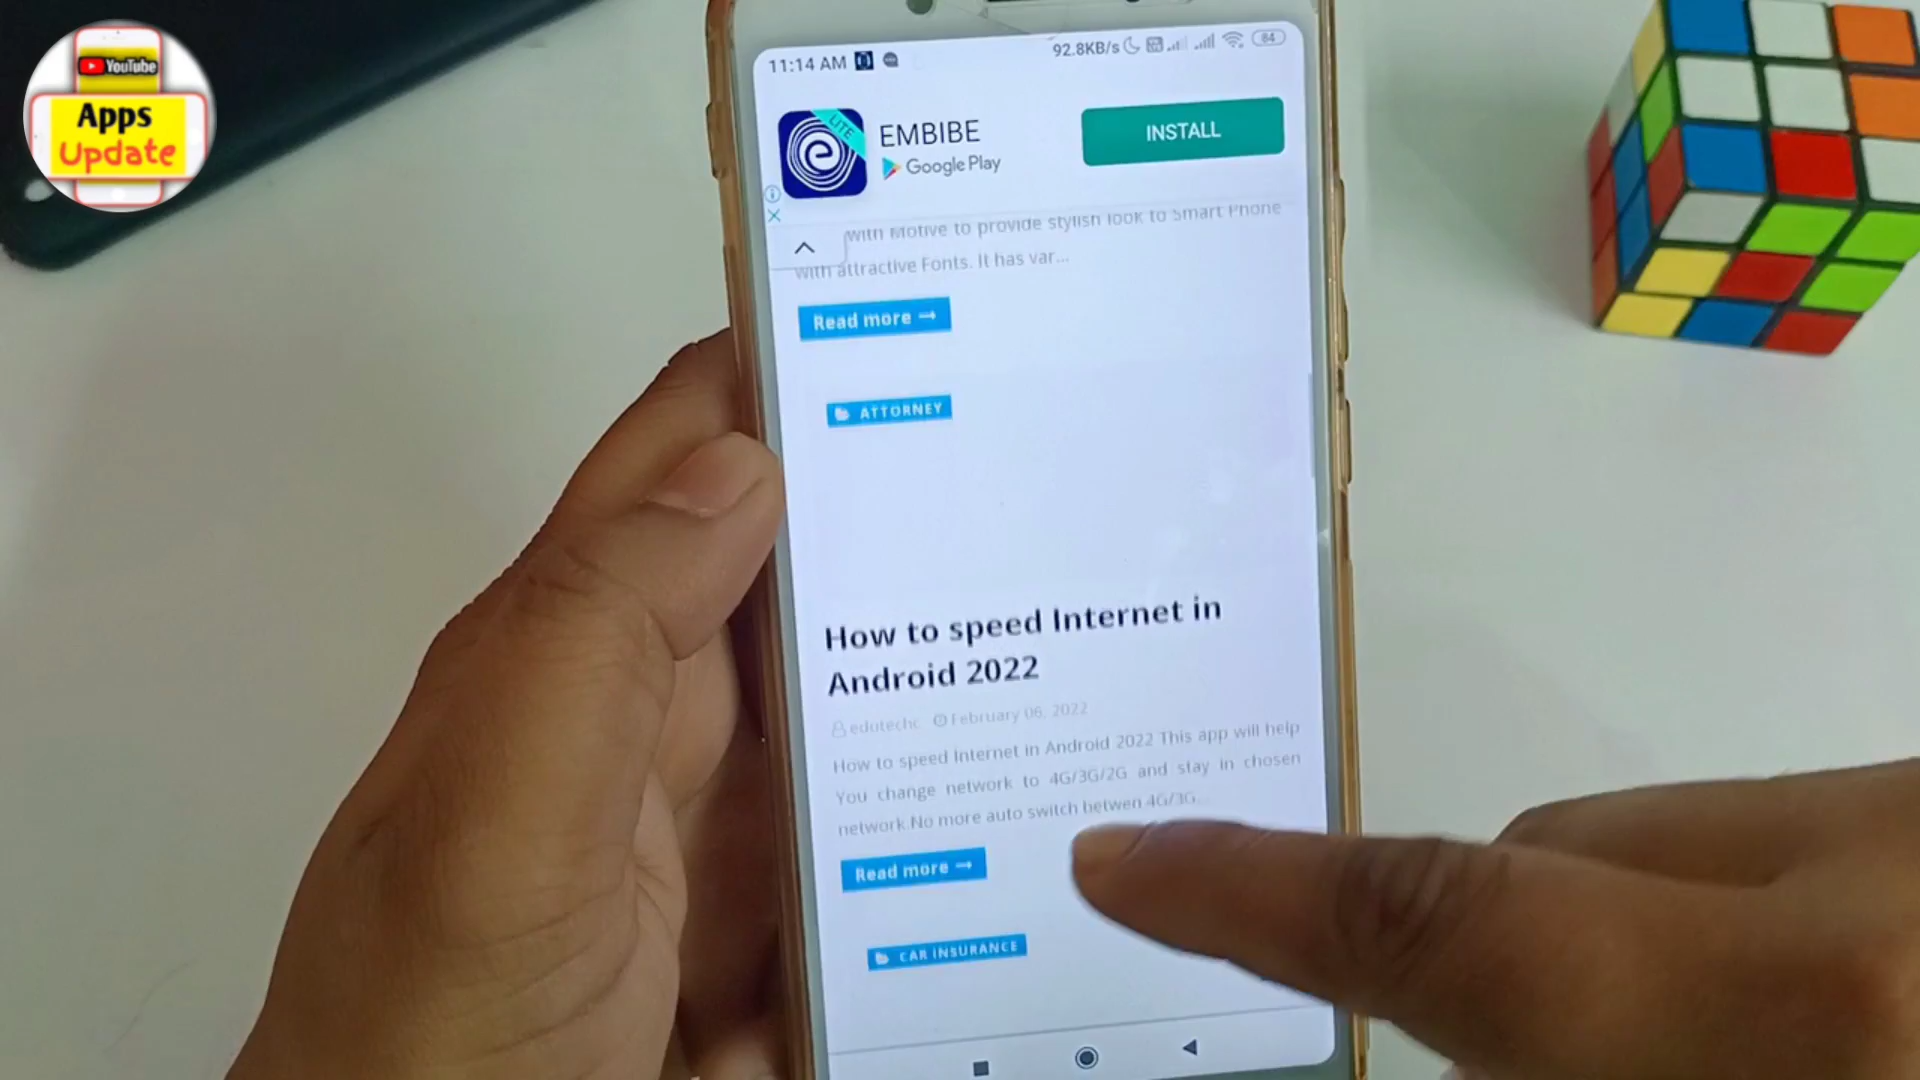 YouTube
Apps
Update
11:14 AM
92.8KB/s
84
LITE
EMBIBE
Google Play
INSTALL
with Motive to provide stylish look to Smart Phone
with attractive Fonts. It has var...
Read more →
ATTORNEY
How to speed Internet in
Android 2022
edutechc February 06, 2022
How to speed Internet in Android 2022 This app will help
You change network to 4G/3G/2G and stay in chosen
network.No more auto switch betwen 4G/3G...
Read more →
CAR INSURANCE